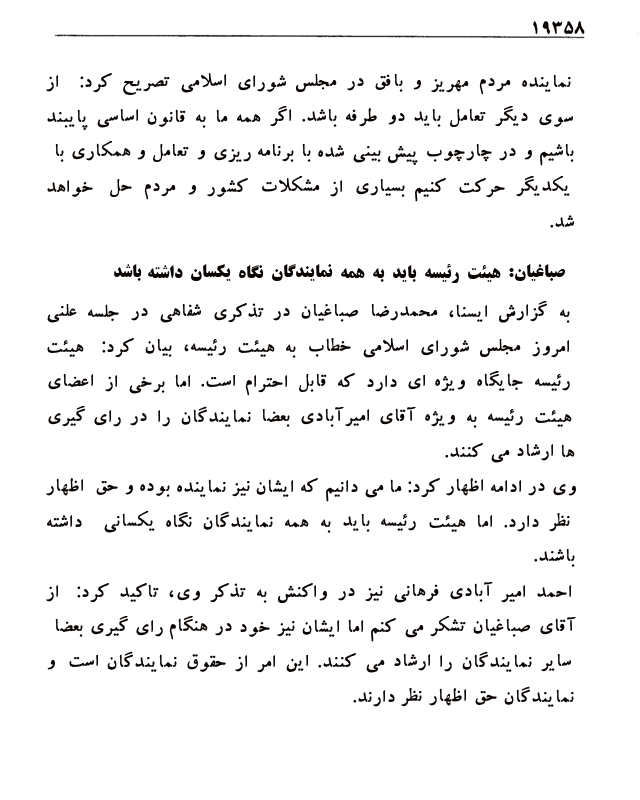 ۱۹۳۵۸
نماینده مردم مهریز و بافق در مجلس شورای اسلامی تصریح کرد: از
سوی دیگر تعامل باید دو طرفه باشد. اگر همه ما به قانون اساسی پایبند
باشیم و در چارچوب پیش بینی شده با برنامه ریزی و تعامل و همکاری با
یکدیگر حرکت کنیم بسیاری از مشکلات کشور و مردم حل خواهد
شد.
صباغیان: هیئت رئیسه باید به همه نمایندگان نگاه یکسان داشته باشد
به گزارش ایسنا، محمدرضا صباغیان در تذکری شفاهی در جلسه علنی
امروز مجلس شورای اسلامی خطاب به هیئت رئیسه، بیان کرد: هیئت
رئیسه جایگاه ویژه ای دارد که قابل احترام است. اما برخی از اعضای
هیئت رئیسه به ویژه آقای امیرآبادی بعضا نمایندگان را در رای گیری
ها ارشاد می کنند.
وی در ادامه اظهار کرد: ما می دانیم که ایشان نیز نماینده بوده و حق اظهار
نظر دارد. اما هیئت رئیسه باید به همه نمایندگان نگاه یکسانی داشته
باشند.
احمد امیر آبادی فرهانی نیز در واکنش به تذکر وی، تاکید کرد: از
آقای صباغیان تشکر می کنم اما ایشان نیز خود در هنگام رای گیری بعضا
سایر نمایندگان را ارشاد می کنند. این امر از حقوق نمایندگان است و
نمایندگان حق اظهار نظر دارند.